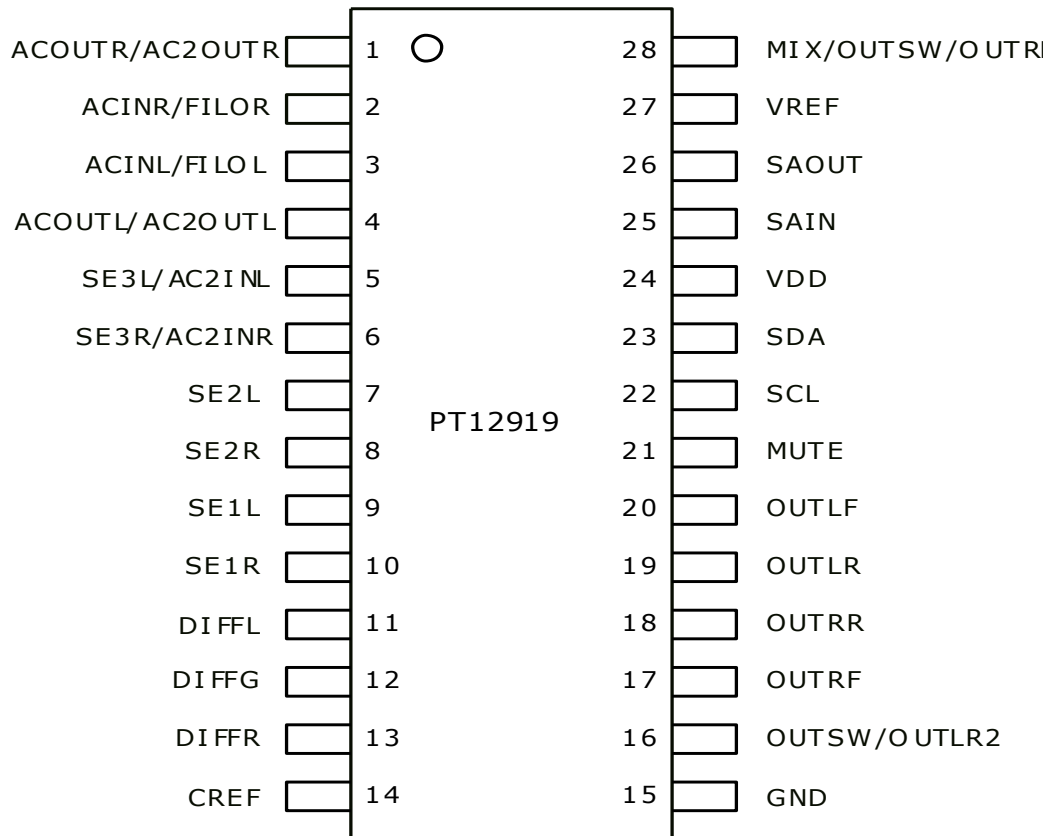 ACOUTR/AC2OUTR 1 28 MIX/OUTSW/OUTR
ACINR/FILOR 2 27 VREF
ACINL/FILOL 3 26 SAOUT
ACOUTL/AC2OUTL 4 25 SAIN
SE3L/AC2INL 5 24 VDD
SE3R/AC2INR 6 23 SDA
SE2L 7 22 SCL
PT12919
SE2R 8 21 MUTE
SE1L 9 20 OUTLF
SE1R 10 19 OUTLR
DIFFL 11 18 OUTRR
DIFFG 12 17 OUTRF
DIFFR 13 16 OUTSW/OUTLR2
CREF 14 15 GND